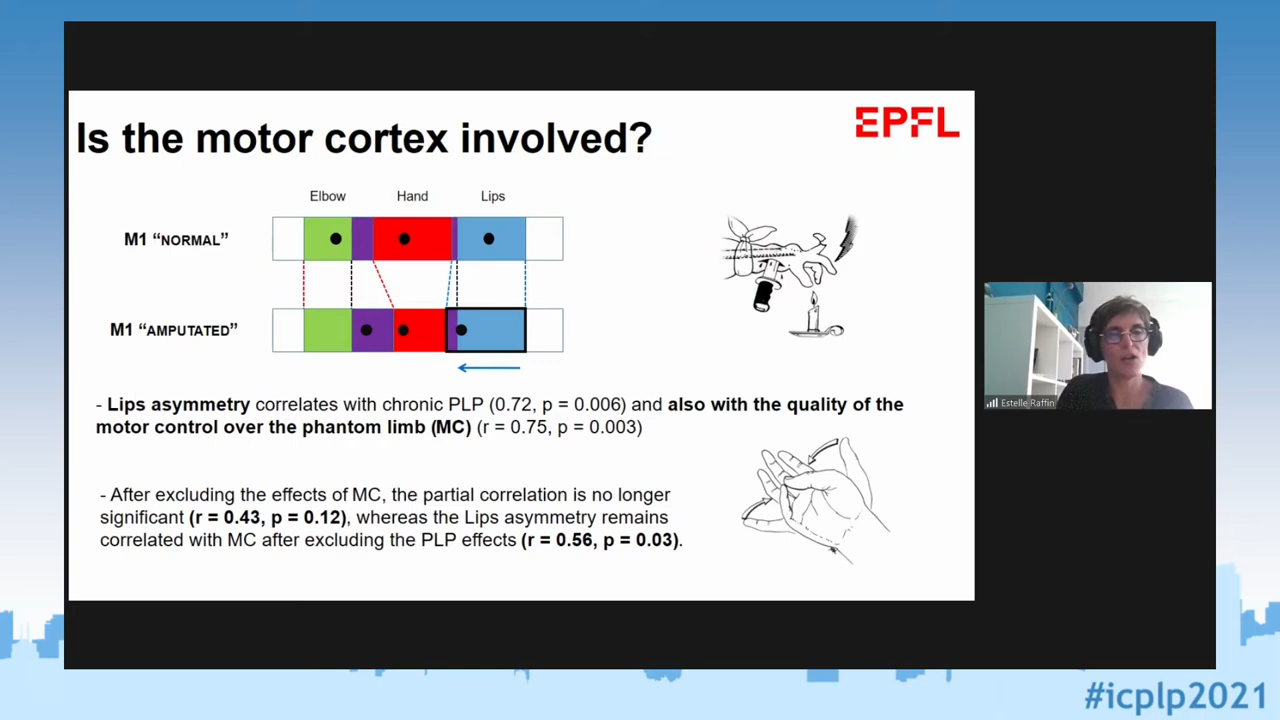 Is the motor cortex involved?
EPFL
Elbow Hand Lips
M1 “NORMAL”
M1 “AMPUTATED”
- Lips asymmetry correlates with chronic PLP (0.72, p = 0.006) and also with the quality of the
motor control over the phantom limb (MC) (r = 0.75, p = 0.003)
- After excluding the effects of MC, the partial correlation is no longer
significant (r = 0.43, p = 0.12), whereas the Lips asymmetry remains
correlated with MC after excluding the PLP effects (r = 0.56, p = 0.03).
Estelle Raffin
#icplp2021